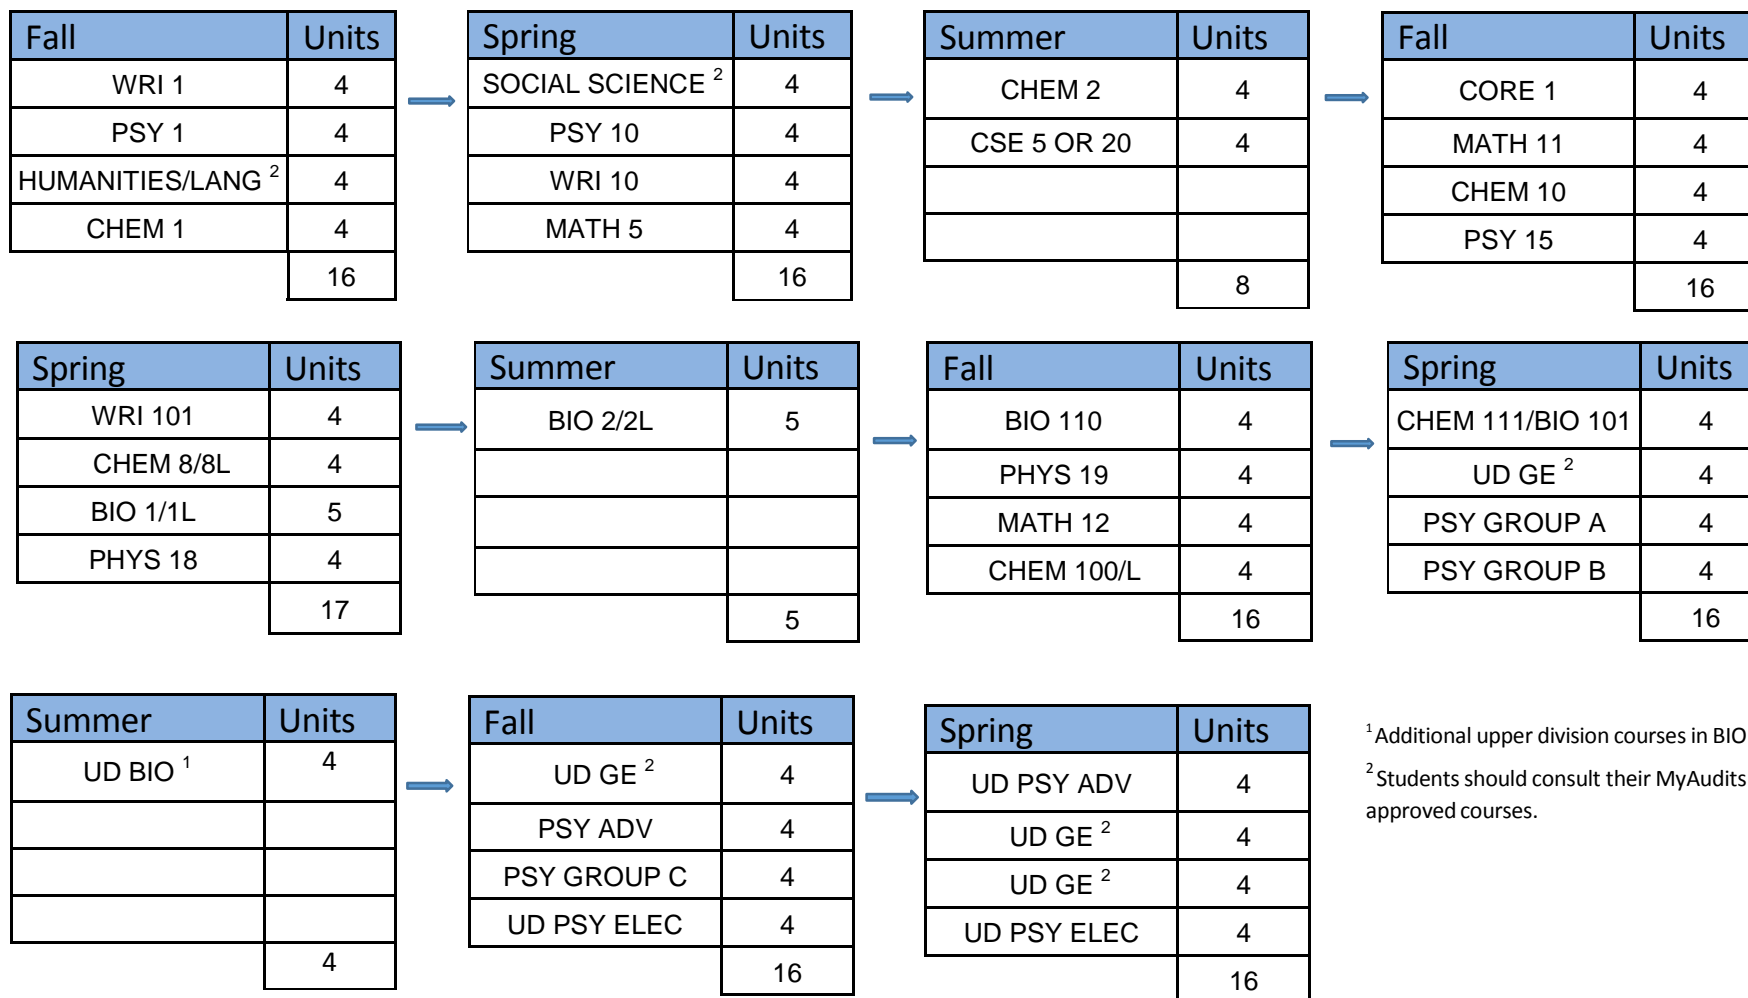 Fall Units
WRI 1 4
PSY 1 4
HUMANITIES/LANG 2 4
CHEM 1 4
16
Spring Units
SOCIAL SCIENCE 2 4
PSY 10 4
WRI 10 4
MATH 5 4
16
Summer Units
CHEM 2 4
CSE 5 OR 20 4
8
Fall Units
CORE 1 4
MATH 11 4
CHEM 10 4
PSY 15 4
16
Spring Units
WRI 101 4
CHEM 8/8L 4
BIO 1/1L 5
PHYS 18 4
17
Summer Units
BIO 2/2L 5
5
Fall Units
BIO 110 4
PHYS 19 4
MATH 12 4
CHEM 100/L 4
16
Spring Units
CHEM 111/BIO 101 4
UD GE 2 4
PSY GROUP A 4
PSY GROUP B 4
16
Summer Units
UD BIO 1 4
4
Fall Units
UD GE 2 4
PSY ADV 4
PSY GROUP C 4
UD PSY ELEC 4
16
Spring Units
UD PSY ADV 4
UD GE 2 4
UD GE 2 4
UD PSY ELEC 4
16
1 Additional upper division courses in BIO
2 Students should consult their MyAudits
approved courses.